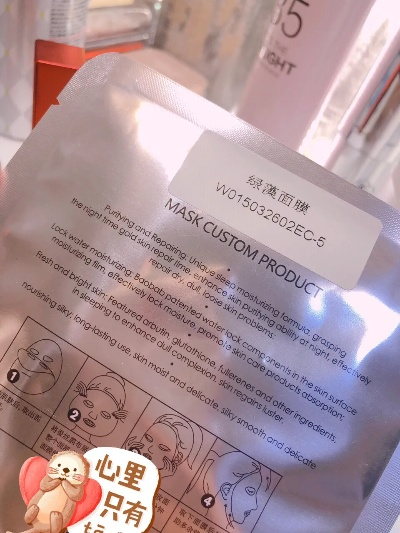 35
LIGHT
绿藻面膜
W015032602EC-5
MASK CUSTOM PRODUCT
Purifying and Repairing: Unique sleep moisturizing formula, grasping
the night time gold skin repair time, enhance skin purifying ability at night, effectively
repair dry, dull, loose skin problems;
Lock water moisturizing: Baobab patented water lock components in the skin surface
moisturizing film, effectively lock moisture, promote skin care products absorption;
Fresh and bright skin: featured arbutin, glutathione, fullerenes and other ingredients,
in sleeping to enhance dull complexion, skin regains luster,
nourishing silky, long-lasting use, skin moist and delicate, silky smooth and delicate
1
2
4
心里
只有